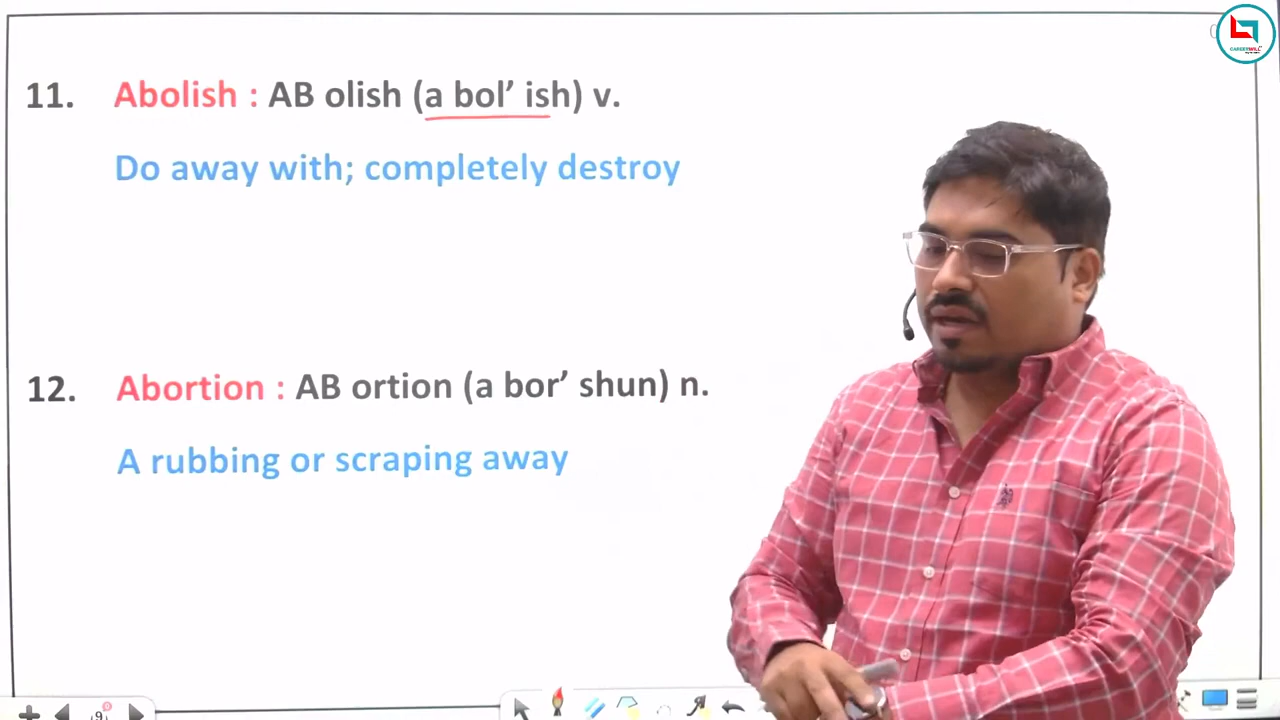 11. Abolish : AB olish (a bol’ ish) v.
Do away with; completely destroy
12. Abortion : AB ortion (a bor’ shun) n.
A rubbing or scraping away